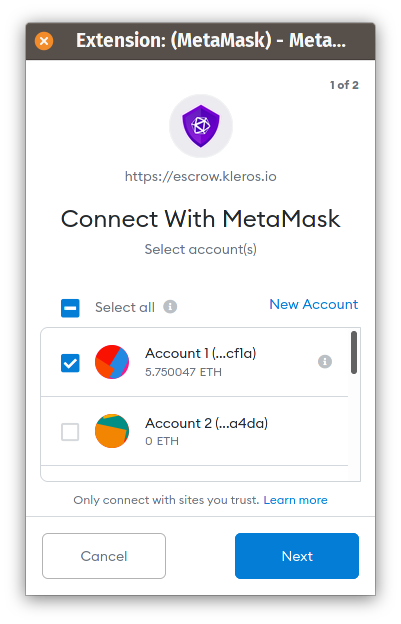 Extension: (MetaMask) - Meta...
1 of 2
https://escrow.kleros.io
Connect With MetaMask
Select account(s)
Select all
New Account
Account 1 (...cf1a)
5.750047 ETH
Account 2 (...a4da)
0 ETH
Only connect with sites you trust. Learn more
Cancel
Next